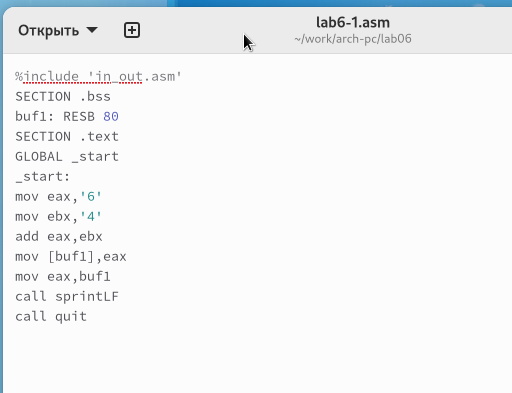 Открыть
lab6-1.asm
~/work/arch-pc/lab06
%include 'in_out.asm'
SECTION .bss
buf1: RESB 80
SECTION .text
GLOBAL _start
_start:
mov eax,'6'
mov ebx,'4'
add eax,ebx
mov [buf1],eax
mov eax,buf1
call sprintLF
call quit